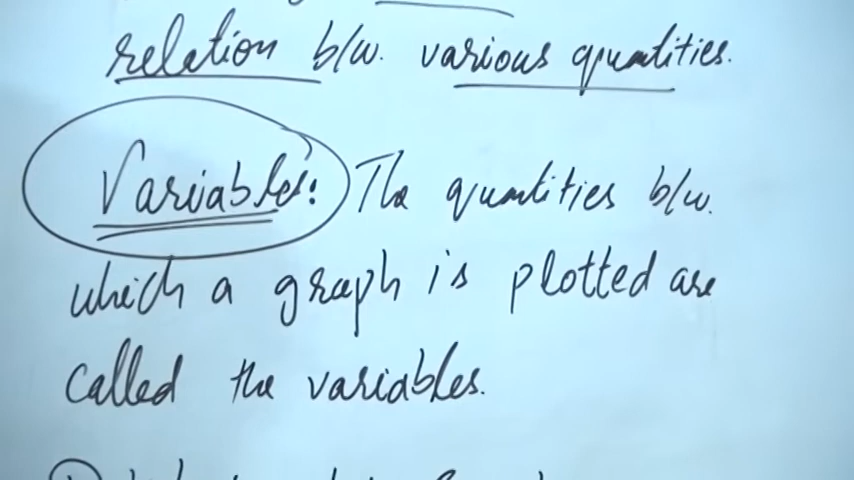 relation b/w. various quantities.
Variables: The quantities b/w.
which a graph is plotted are
called the variables.